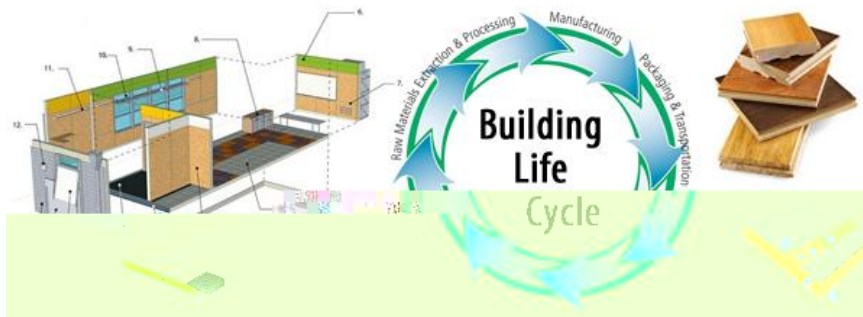 6.
8.
9.
10.
11.
7.
12.
Raw Materials Extraction & Processing
Manufacturing
Packaging & Transportation
Building
Life
Cycle